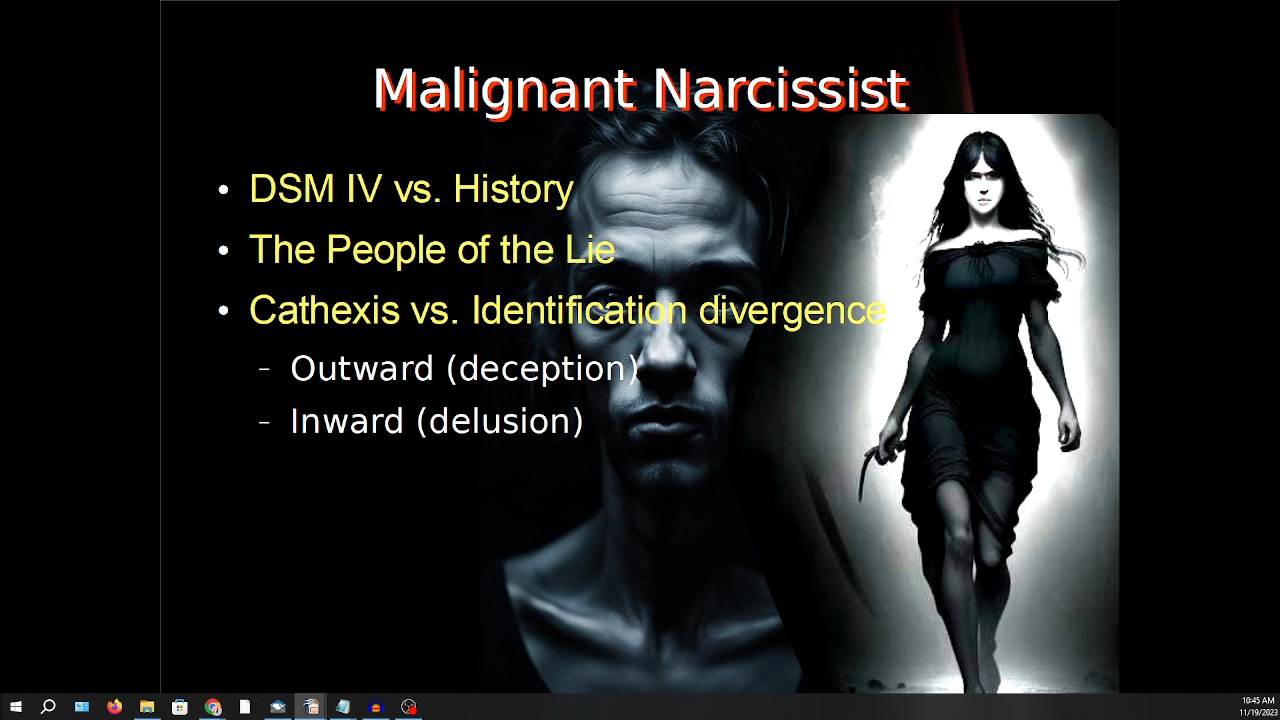 Malignant Narcissist
• DSM IV vs. History
• The People of the Lie
• Cathexis vs. Identification divergence
– Outward (deception)
– Inward (delusion)
10:45 AM
11/19/2023